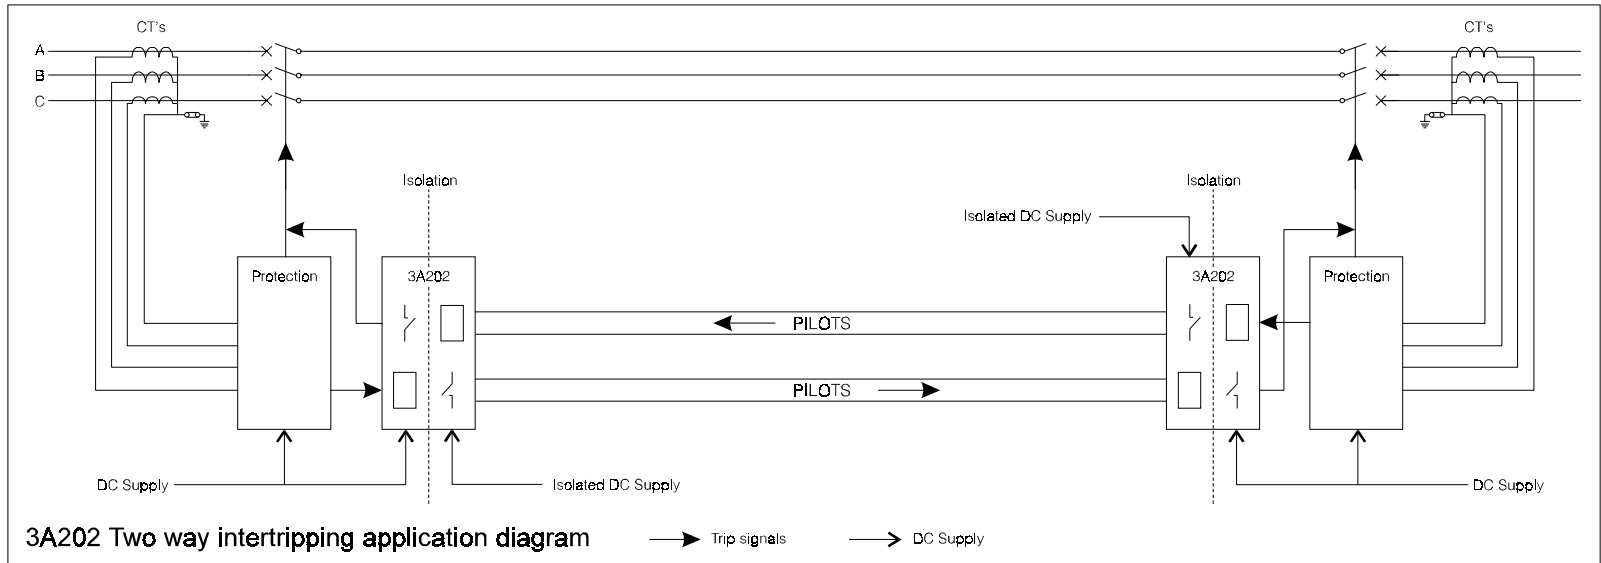 CT's
CT's
A
B
C
Isolation
Isolation
Isolated DC Supply
Protection
3A202
3A202
Protection
PILOTS
PILOTS
DC Supply
Isolated DC Supply
DC Supply
3A202 Two way intertripping application diagram
Trip signals
DC Supply